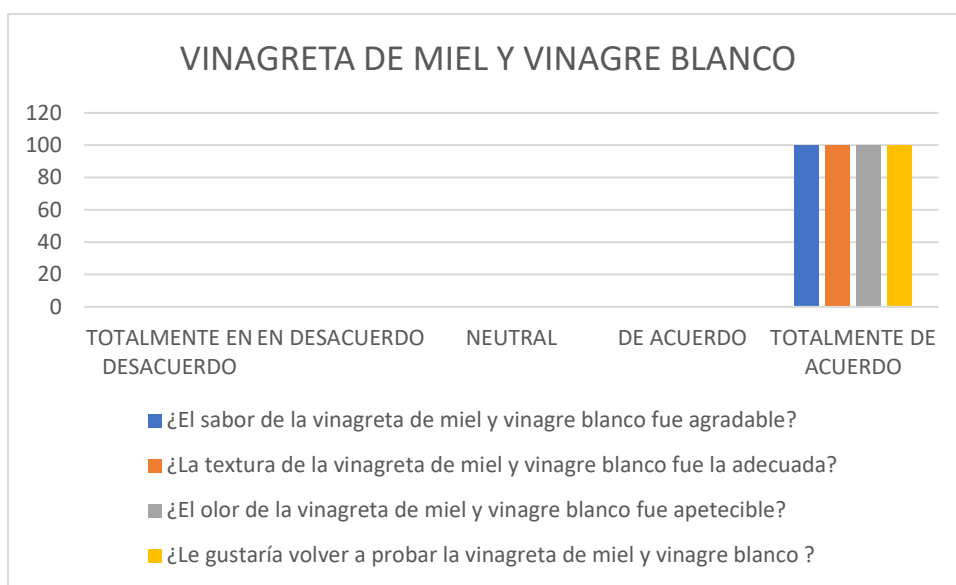 VINAGRETA DE MIEL Y VINAGRE BLANCO
120
100
80
60
40
20
0
TOTALMENTE EN DESACUERDO
EN DESACUERDO
NEUTRAL
DE ACUERDO
TOTALMENTE DE ACUERDO
¿El sabor de la vinagreta de miel y vinagre blanco fue agradable?
¿La textura de la vinagreta de miel y vinagre blanco fue la adecuada?
¿El olor de la vinagreta de miel y vinagre blanco fue apetecible?
¿Le gustaría volver a probar la vinagreta de miel y vinagre blanco ?